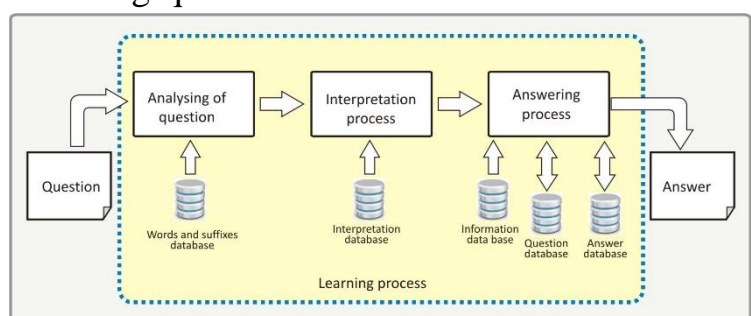 Analysing of
question
Interpretation
process
Answering
process
Question
Answer
Words and suffixes
database
Interpretation
database
Information
data base
Question
database
Answer
database
Learning process